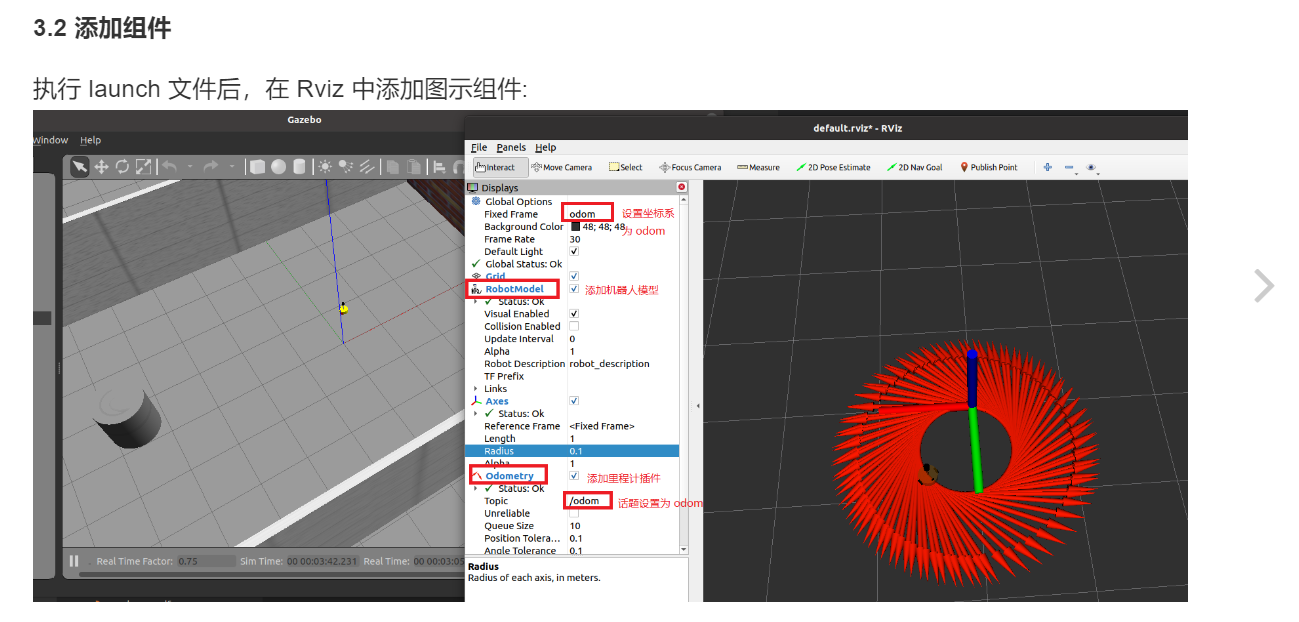 3.2 添加组件
执行 launch 文件后，在 Rviz 中添加图示组件:
Gazebo
Window Help
default.rviz* - RViz
File Panels Help
Interact Move Camera Select Focus Camera Measure 2D Pose Estimate 2D Nav Goal Publish Point
Displays
Global Options
Fixed Frame odom 设置坐标系
Background Color 48; 48; 48 为 odom
Frame Rate 30
Default Light
Global Status: Ok
Grid
RobotModel 添加机器人模型
Status: Ok
Visual Enabled
Collision Enabled
Update Interval 0
Alpha 1
Robot Description robot_description
TF Prefix
Links
Axes
Status: Ok
Reference Frame <Fixed Frame>
Length 1
Radius 0.1
Alpha 1
Odometry 添加里程计插件
Status: Ok
Topic /odom 话题设置为 odom
Unreliable
Queue Size 10
Position Tolera... 0.1
Angle Tolerance 0.1
Real Time Factor: 0.75 Sim Time: 00 00:03:42.231 Real Time: 00 00:03:05
Radius
Radius of each axis, in meters.